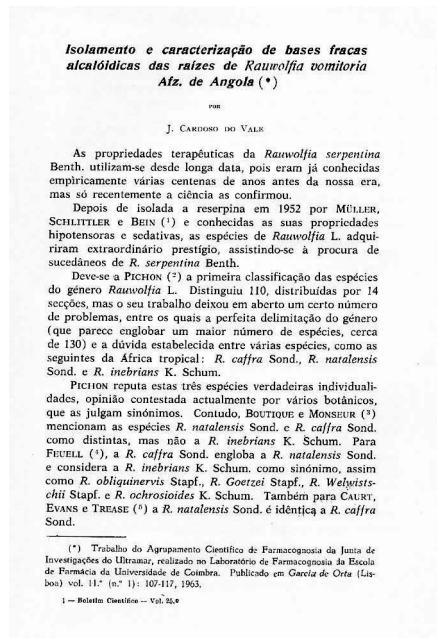 Isolamento e caracterização de bases fracas
alcalóidicas das raízes de Rauwolfia vomitoria
Afz. de Angola (*)
POR
J. CARDOSO DO VALE
As propriedades terapêuticas da Rauwolfia serpentina
Benth. utilizam-se desde longa data, pois eram já conhecidas
empìricamente várias centenas de anos antes da nossa era,
mas só recentemente a ciência as confirmou.
Depois de isolada a reserpina em 1952 por MÜLLER,
SCHLITTLER E BEIN (¹) e conhecidas as suas propriedades
hipotensoras e sedativas, as espécies de Rauwolfia L. adqui-
riram extraordinário prestígio, assistindo-se à procura de
sucedâneos de R. serpentina Benth.
Deve-se a PICHON (²) a primeira classificação das espécies
do género Rauwolfia L. Distinguiu 110, distribuídas por 14
secções, mas o seu trabalho deixou em aberto um certo número
de problemas, entre os quais a perfeita delimitação do género
(que parece englobar um maior número de espécies, cerca
de 130) e a dúvida estabelecida entre várias espécies, como as
seguintes da África tropical: R. caffra Sond., R. natalensis
Sond. e R. inebrians K. Schum.
PICHON reputa estas três espécies verdadeiras individuali-
dades, opinião contestada actualmente por vários botânicos,
que as julgam sinónimos. Contudo, BOUTIQUE e MONSEUR (³)
mencionam as espécies R. natalensis Sond. e R. caffra Sond.
como distintas, mas não a R. inebrians K. Schum. Para
FEUELL (⁴), a R. caffra Sond. engloba a R. natalensis Sond.
e considera a R. inebrians K. Schum. como sinónimo, assim
como R. obliquinervis Stapf., R. Goetzei Stapf., R. Welwists-
chii Stapf. e R. ochrosioides K. Schum. Também para CAURT,
EVANS e TREASE (⁵) a R. natalensis Sond. é idêntica a R. caffra
Sond.
(*) Trabalho do Agrupamento Científico de Farmacognosia da Junta de
Investigações do Ultramar, realizado no Laboratório de Farmacognosia da Escola
de Farmácia da Universidade de Coimbra. Publicado em Garcia de Orta (Lis-
boa) vol. 11.º (n.º 1): 107-117, 1963.
1 — Boletim Científico — Vol. 25.º